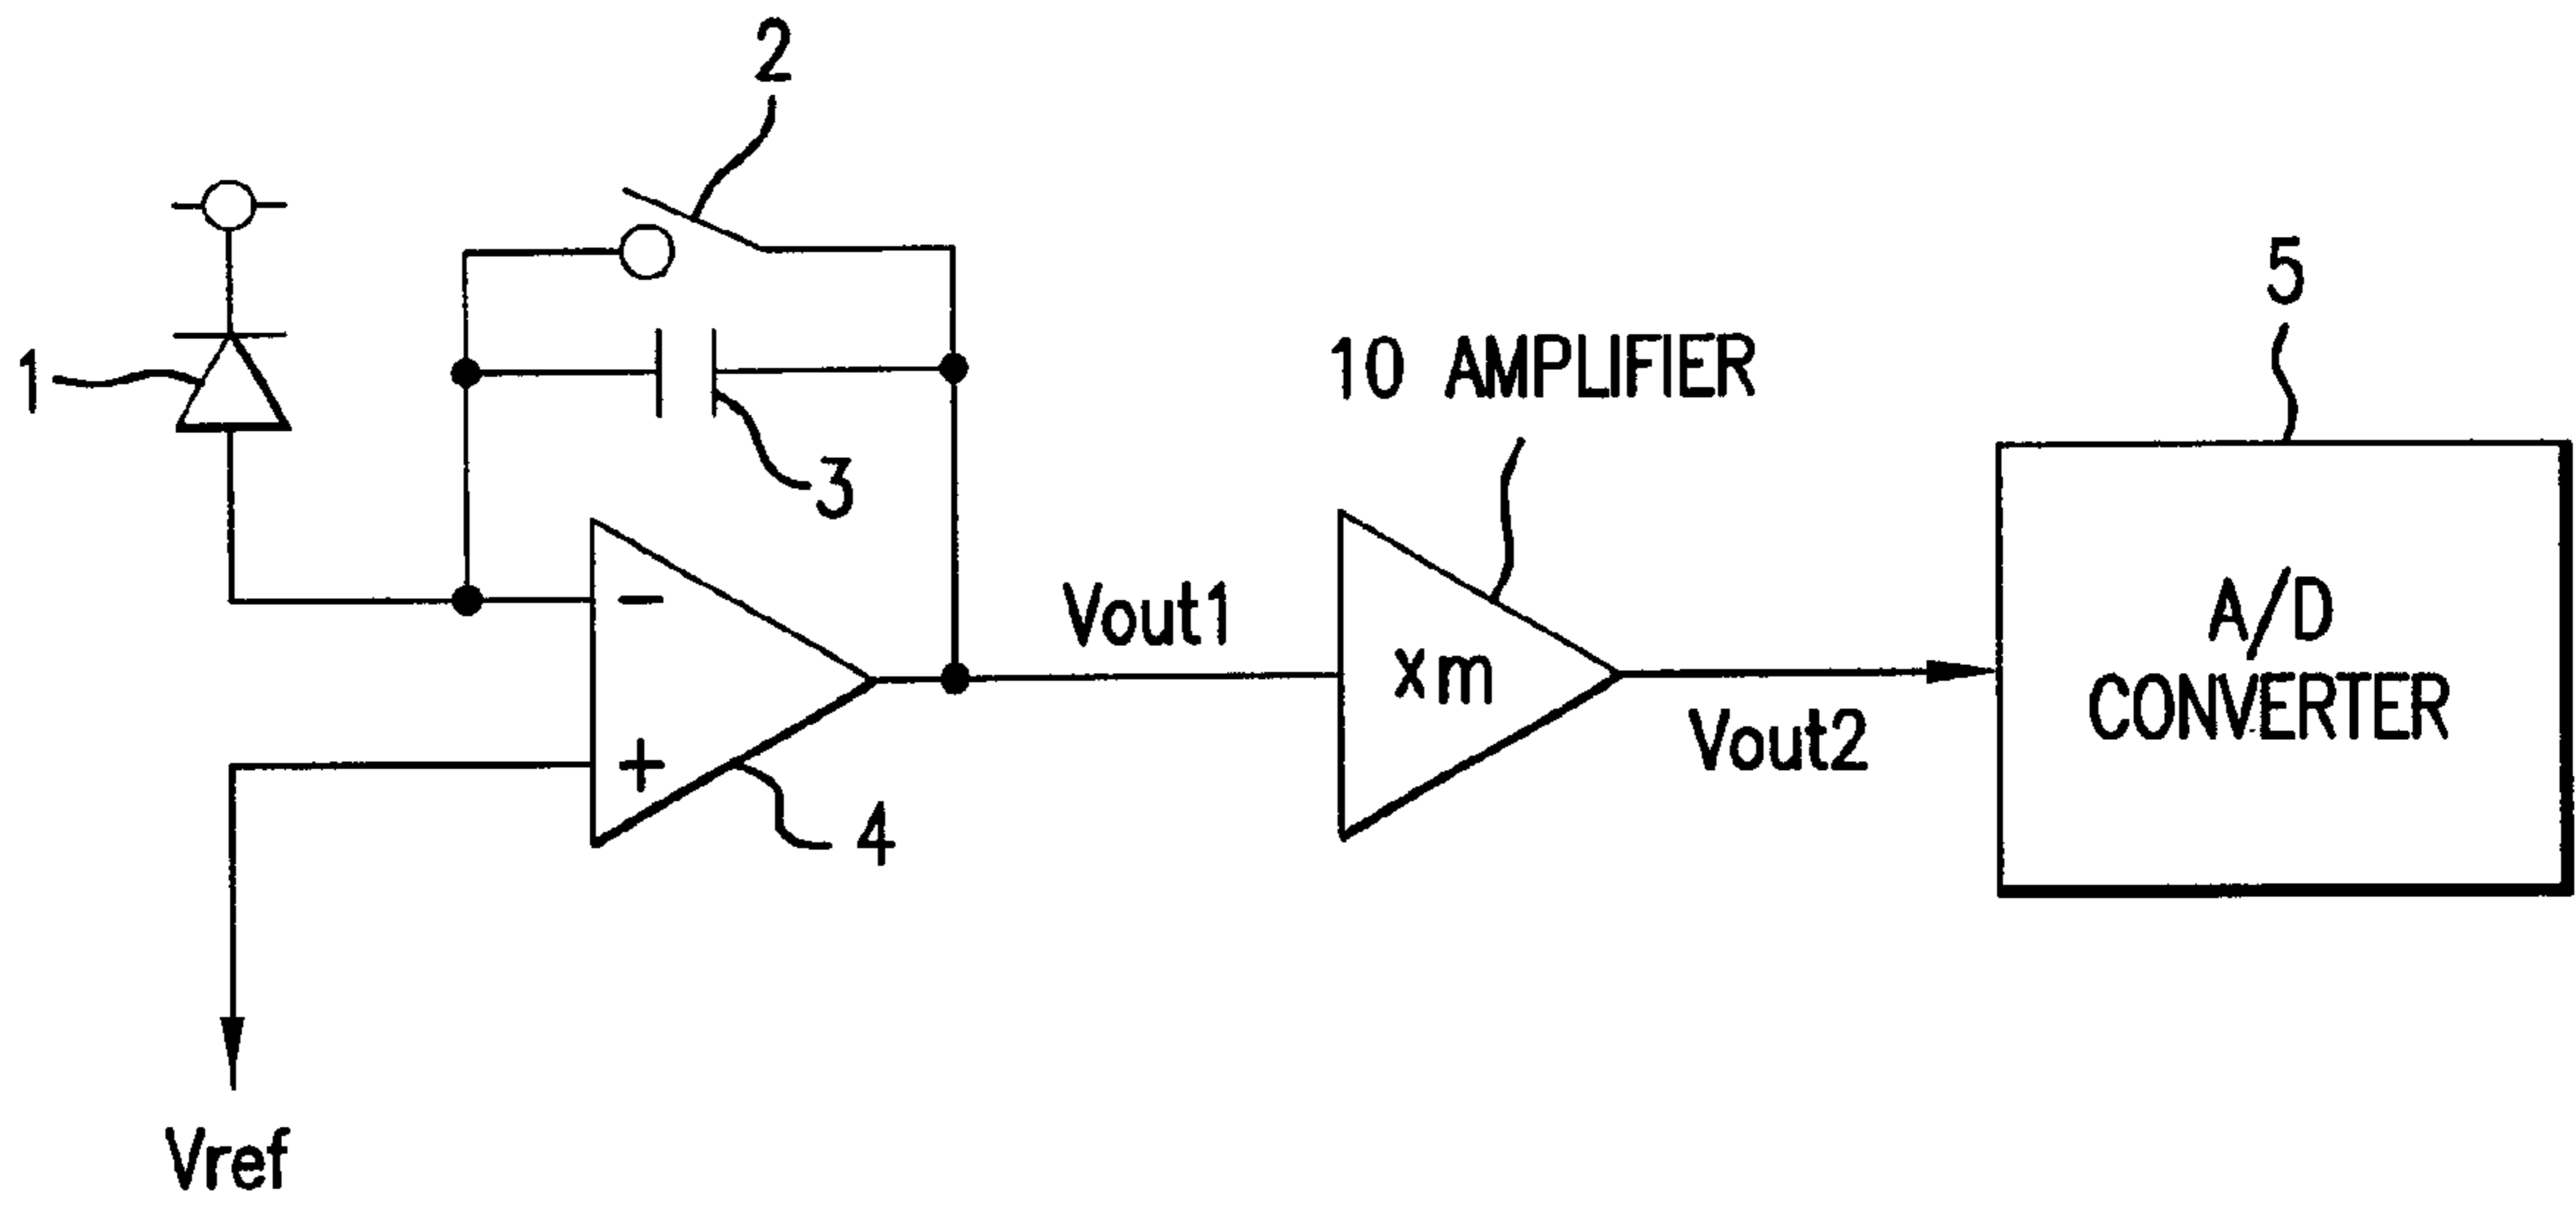 2
1
3
10 AMPLIFIER
5
-
+
4
Vout1
xm
Vout2
A/D
CONVERTER
Vref